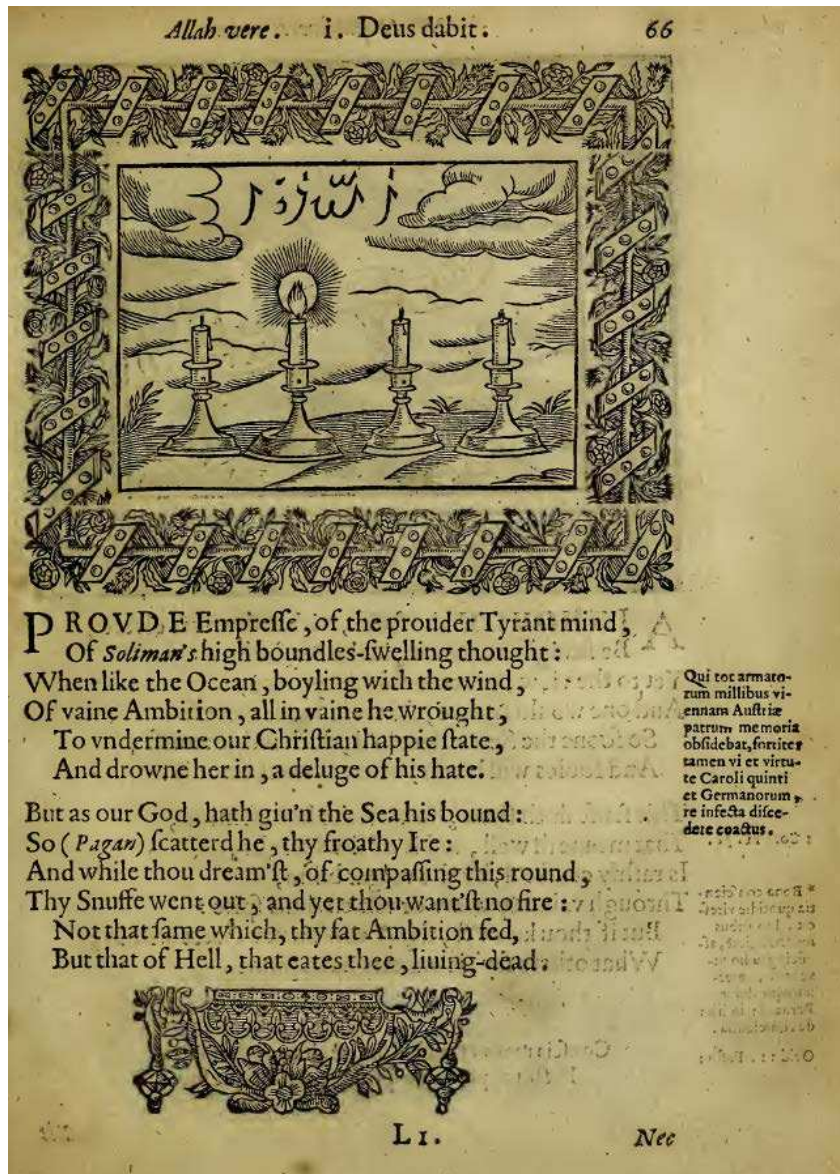 Allah vere. i. Deus dabit. 66
PROVDE Empreſſe, of the prouder Tyrant mind,
Of Soliman's high boundles-ſwelling thought:
When like the Ocean, boyling with the wind,
Of vaine Ambition, all in vaine he wrought,
To vndermine our Chriſtian happie ſtate,
And drowne her in, a deluge of his hate.
But as our God, hath giu'n the Sea his bound:
So (Pagan) ſcatterd he, thy froathy Ire:
And while thou dream'ſt, of compaſſing this round,
Thy Snuffe went out, and yet thou want'ſt no fire:
Not that ſame which, thy fat Ambition fed,
But that of Hell, that eates thee, liuing-dead.
Qui tot armato-
rum millibus vi-
ennam Auſtriæ
patrum memoria
obſidebat, fortiter
tamen vi et virtu-
te Caroli quinti
et Germanorum,
re infecta diſce-
dere coactus.
L1.
Nec